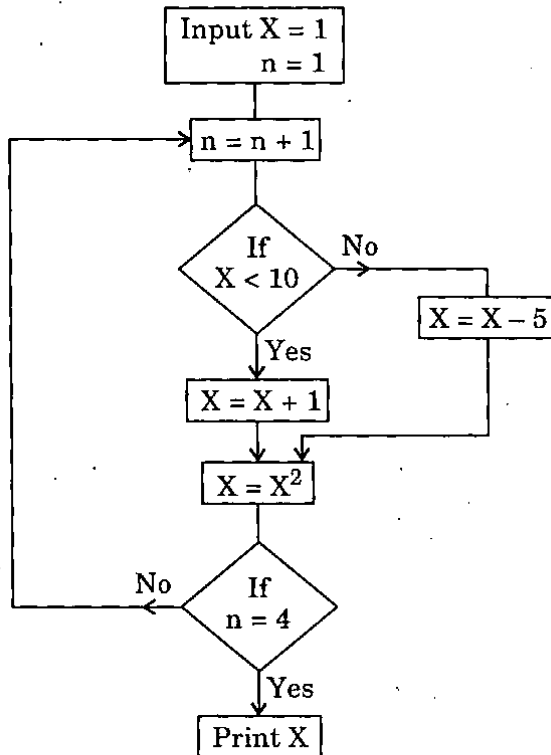 Input X = 1
n = 1
n = n + 1
If
X < 10
No
X = X – 5
Yes
X = X + 1
X = X²
No
If
n = 4
Yes
Print X